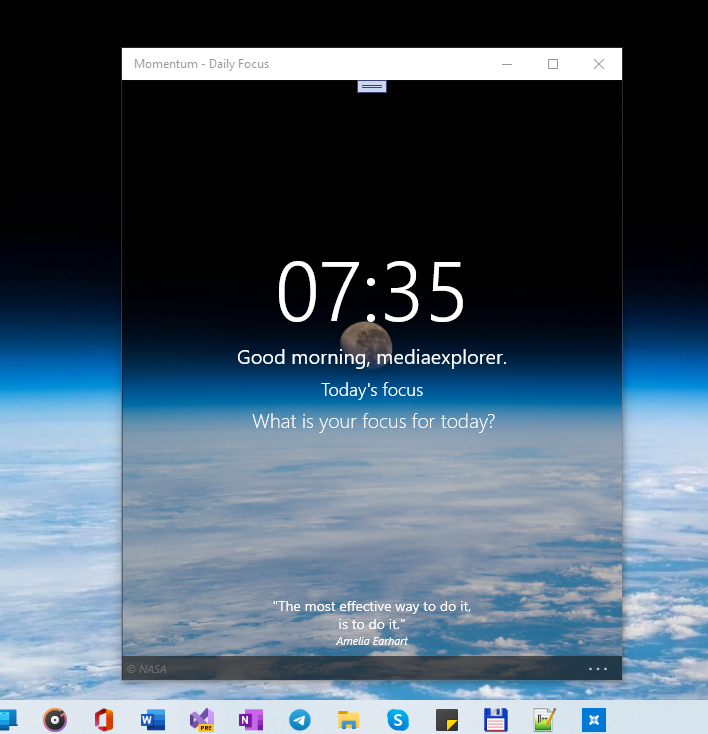 Momentum - Daily Focus
07:35
Good morning, mediaexplorer.
Today's focus
What is your focus for today?
"The most effective way to do it,
is to do it."
Amelia Earhart
© NASA
W
PRE
N
S